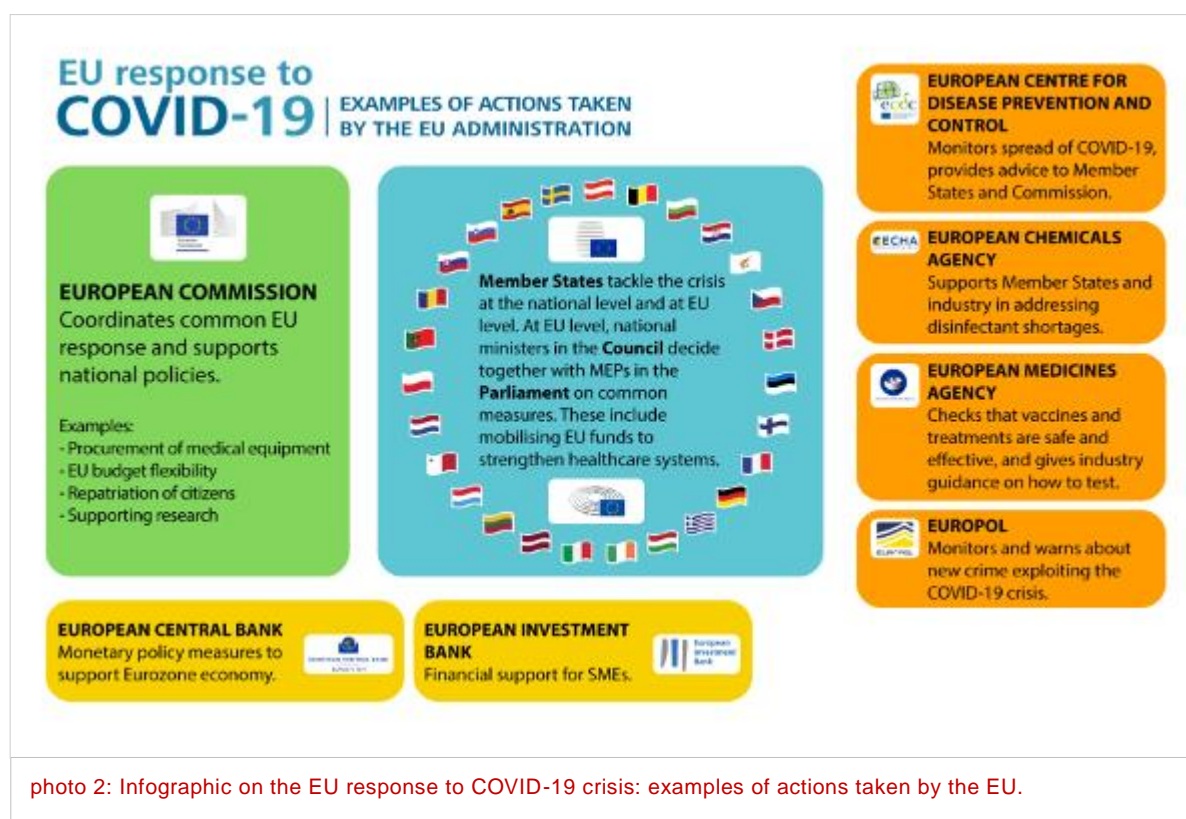 EU response to
COVID-19
EXAMPLES OF ACTIONS TAKEN
BY THE EU ADMINISTRATION
EUROPEAN COMMISSION
Coordinates common EU
response and supports
national policies.
Examples:
- Procurement of medical equipment
- EU budget flexibility
- Repatriation of citizens
- Supporting research
Member States tackle the crisis
at the national level and at EU
level. At EU level, national
ministers in the Council decide
together with MEPs in the
Parliament on common
measures. These include
mobilising EU funds to
strengthen healthcare systems.
ecdc
EUROPEAN CENTRE FOR
DISEASE PREVENTION AND
CONTROL
Monitors spread of COVID-19,
provides advice to Member
States and Commission.
ECHA
EUROPEAN CHEMICALS
AGENCY
Supports Member States and
industry in addressing
disinfectant shortages.
EUROPEAN MEDICINES
AGENCY
Checks that vaccines and
treatments are safe and
effective, and gives industry
guidance on how to test.
EUROPOL
EUROPOL
Monitors and warns about
new crime exploiting the
COVID-19 crisis.
EUROPEAN CENTRAL BANK
Monetary policy measures to
support Eurozone economy.
EUROPEAN CENTRAL BANK
EUROPEAN INVESTMENT
BANK
Financial support for SMEs.
European
Investment
Bank
photo 2: Infographic on the EU response to COVID-19 crisis: examples of actions taken by the EU.